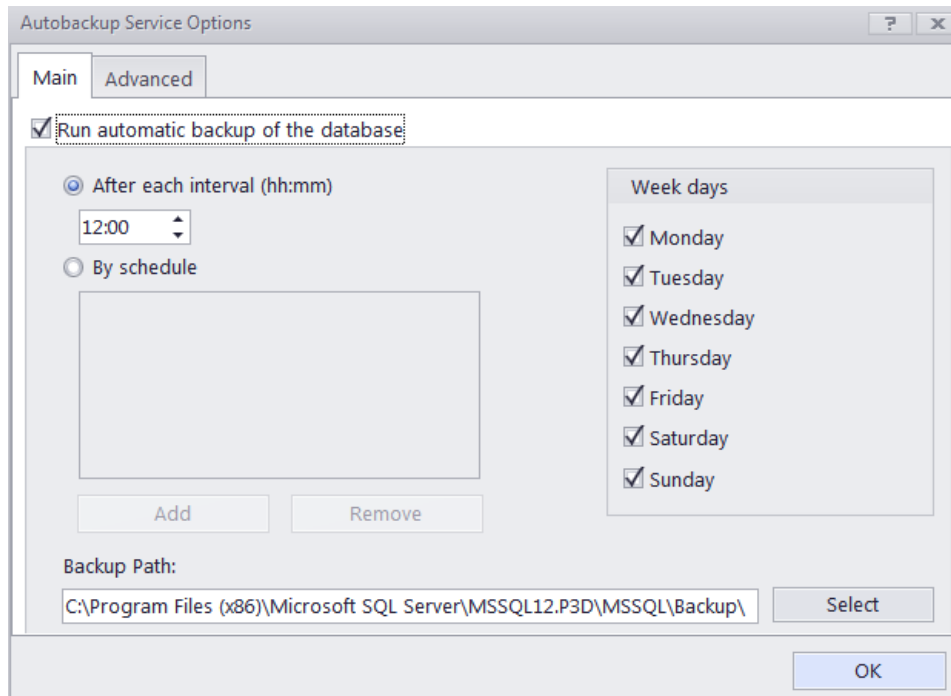 Autobackup Service Options
? x
Main Advanced
Run automatic backup of the database
After each interval (hh:mm)
12:00
By schedule
Add Remove
Week days
Monday
Tuesday
Wednesday
Thursday
Friday
Saturday
Sunday
Backup Path:
C:\Program Files (x86)\Microsoft SQL Server\MSSQL12.P3D\MSSQL\Backup\ Select
OK